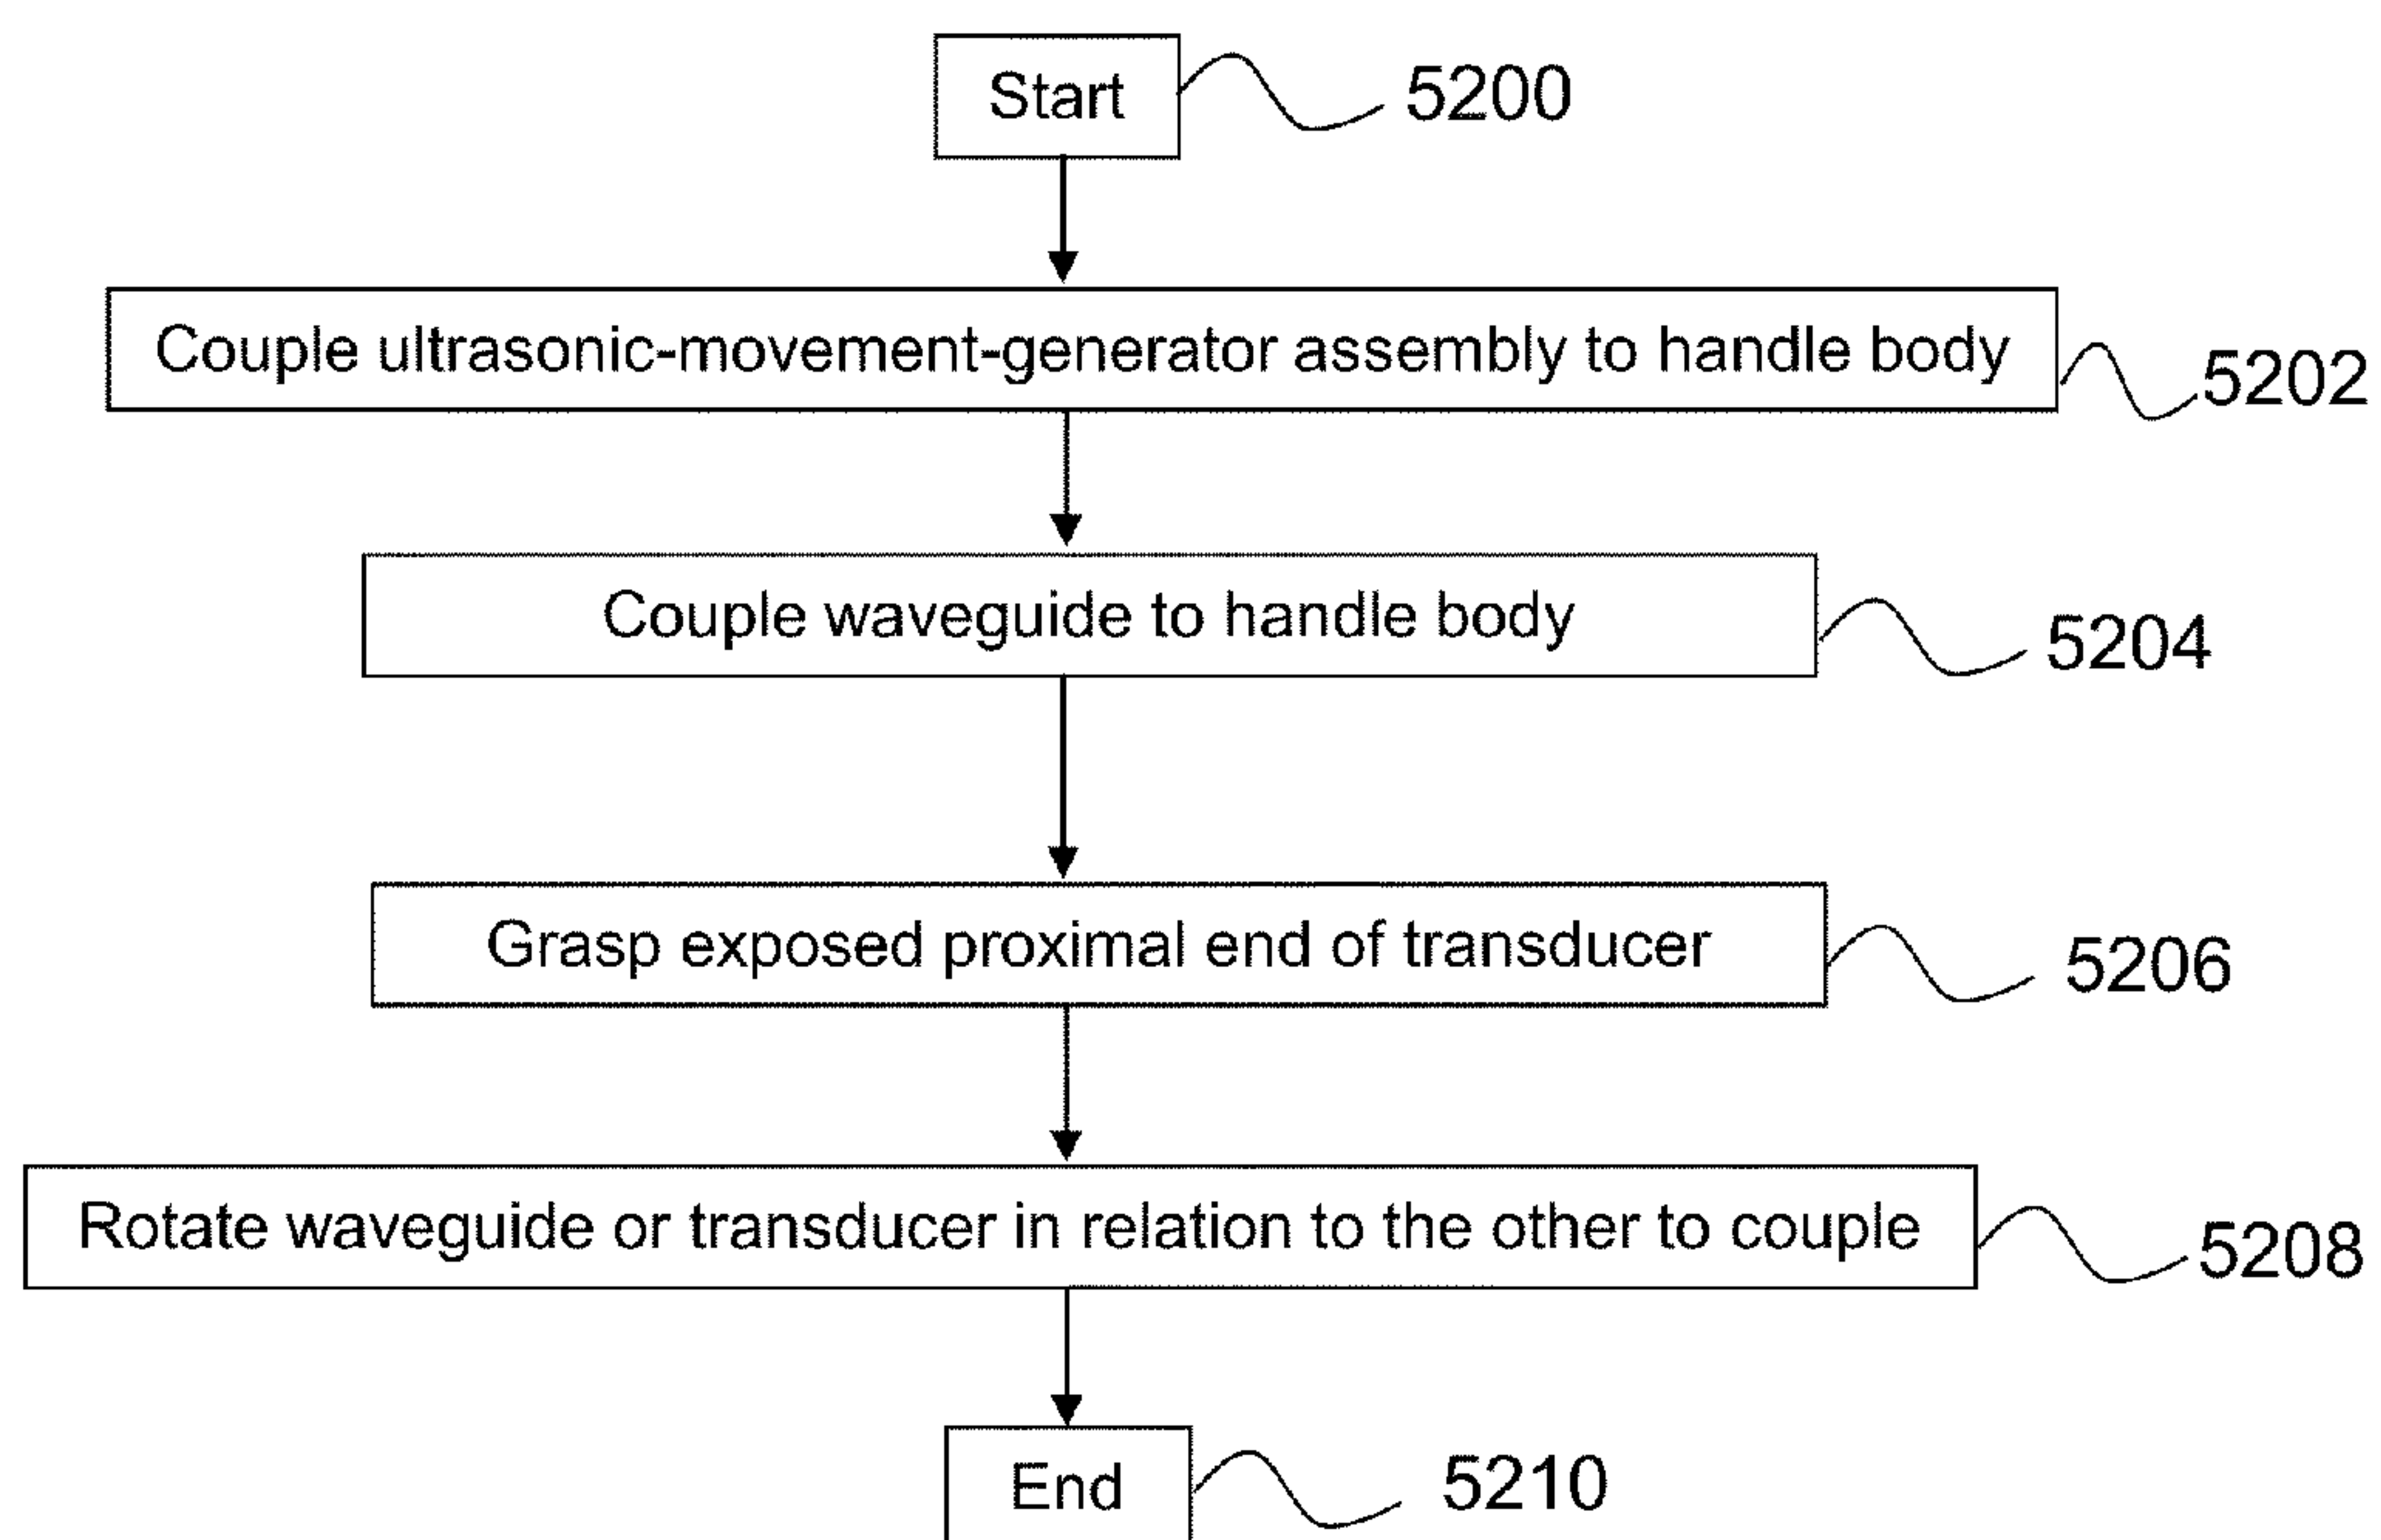 Start
5200
Couple ultrasonic-movement-generator assembly to handle body
5202
Couple waveguide to handle body
5204
Grasp exposed proximal end of transducer
5206
Rotate waveguide or transducer in relation to the other to couple
5208
End
5210